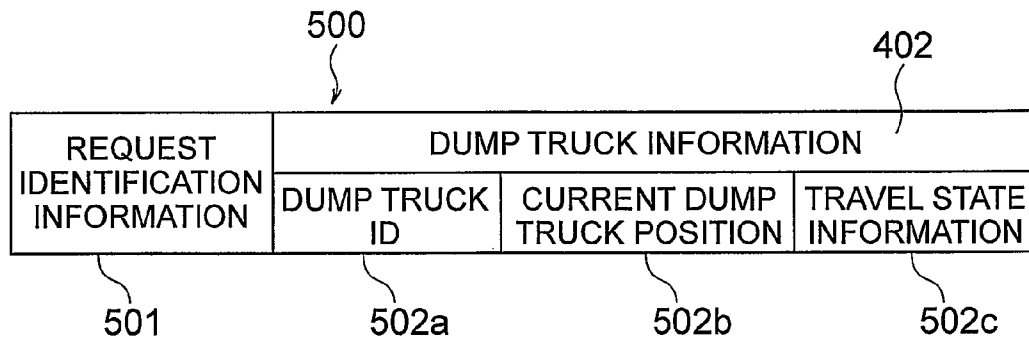 500
402
REQUEST
IDENTIFICATION
INFORMATION
DUMP TRUCK INFORMATION
DUMP TRUCK
ID
CURRENT DUMP
TRUCK POSITION
TRAVEL STATE
INFORMATION
501
502a
502b
502c